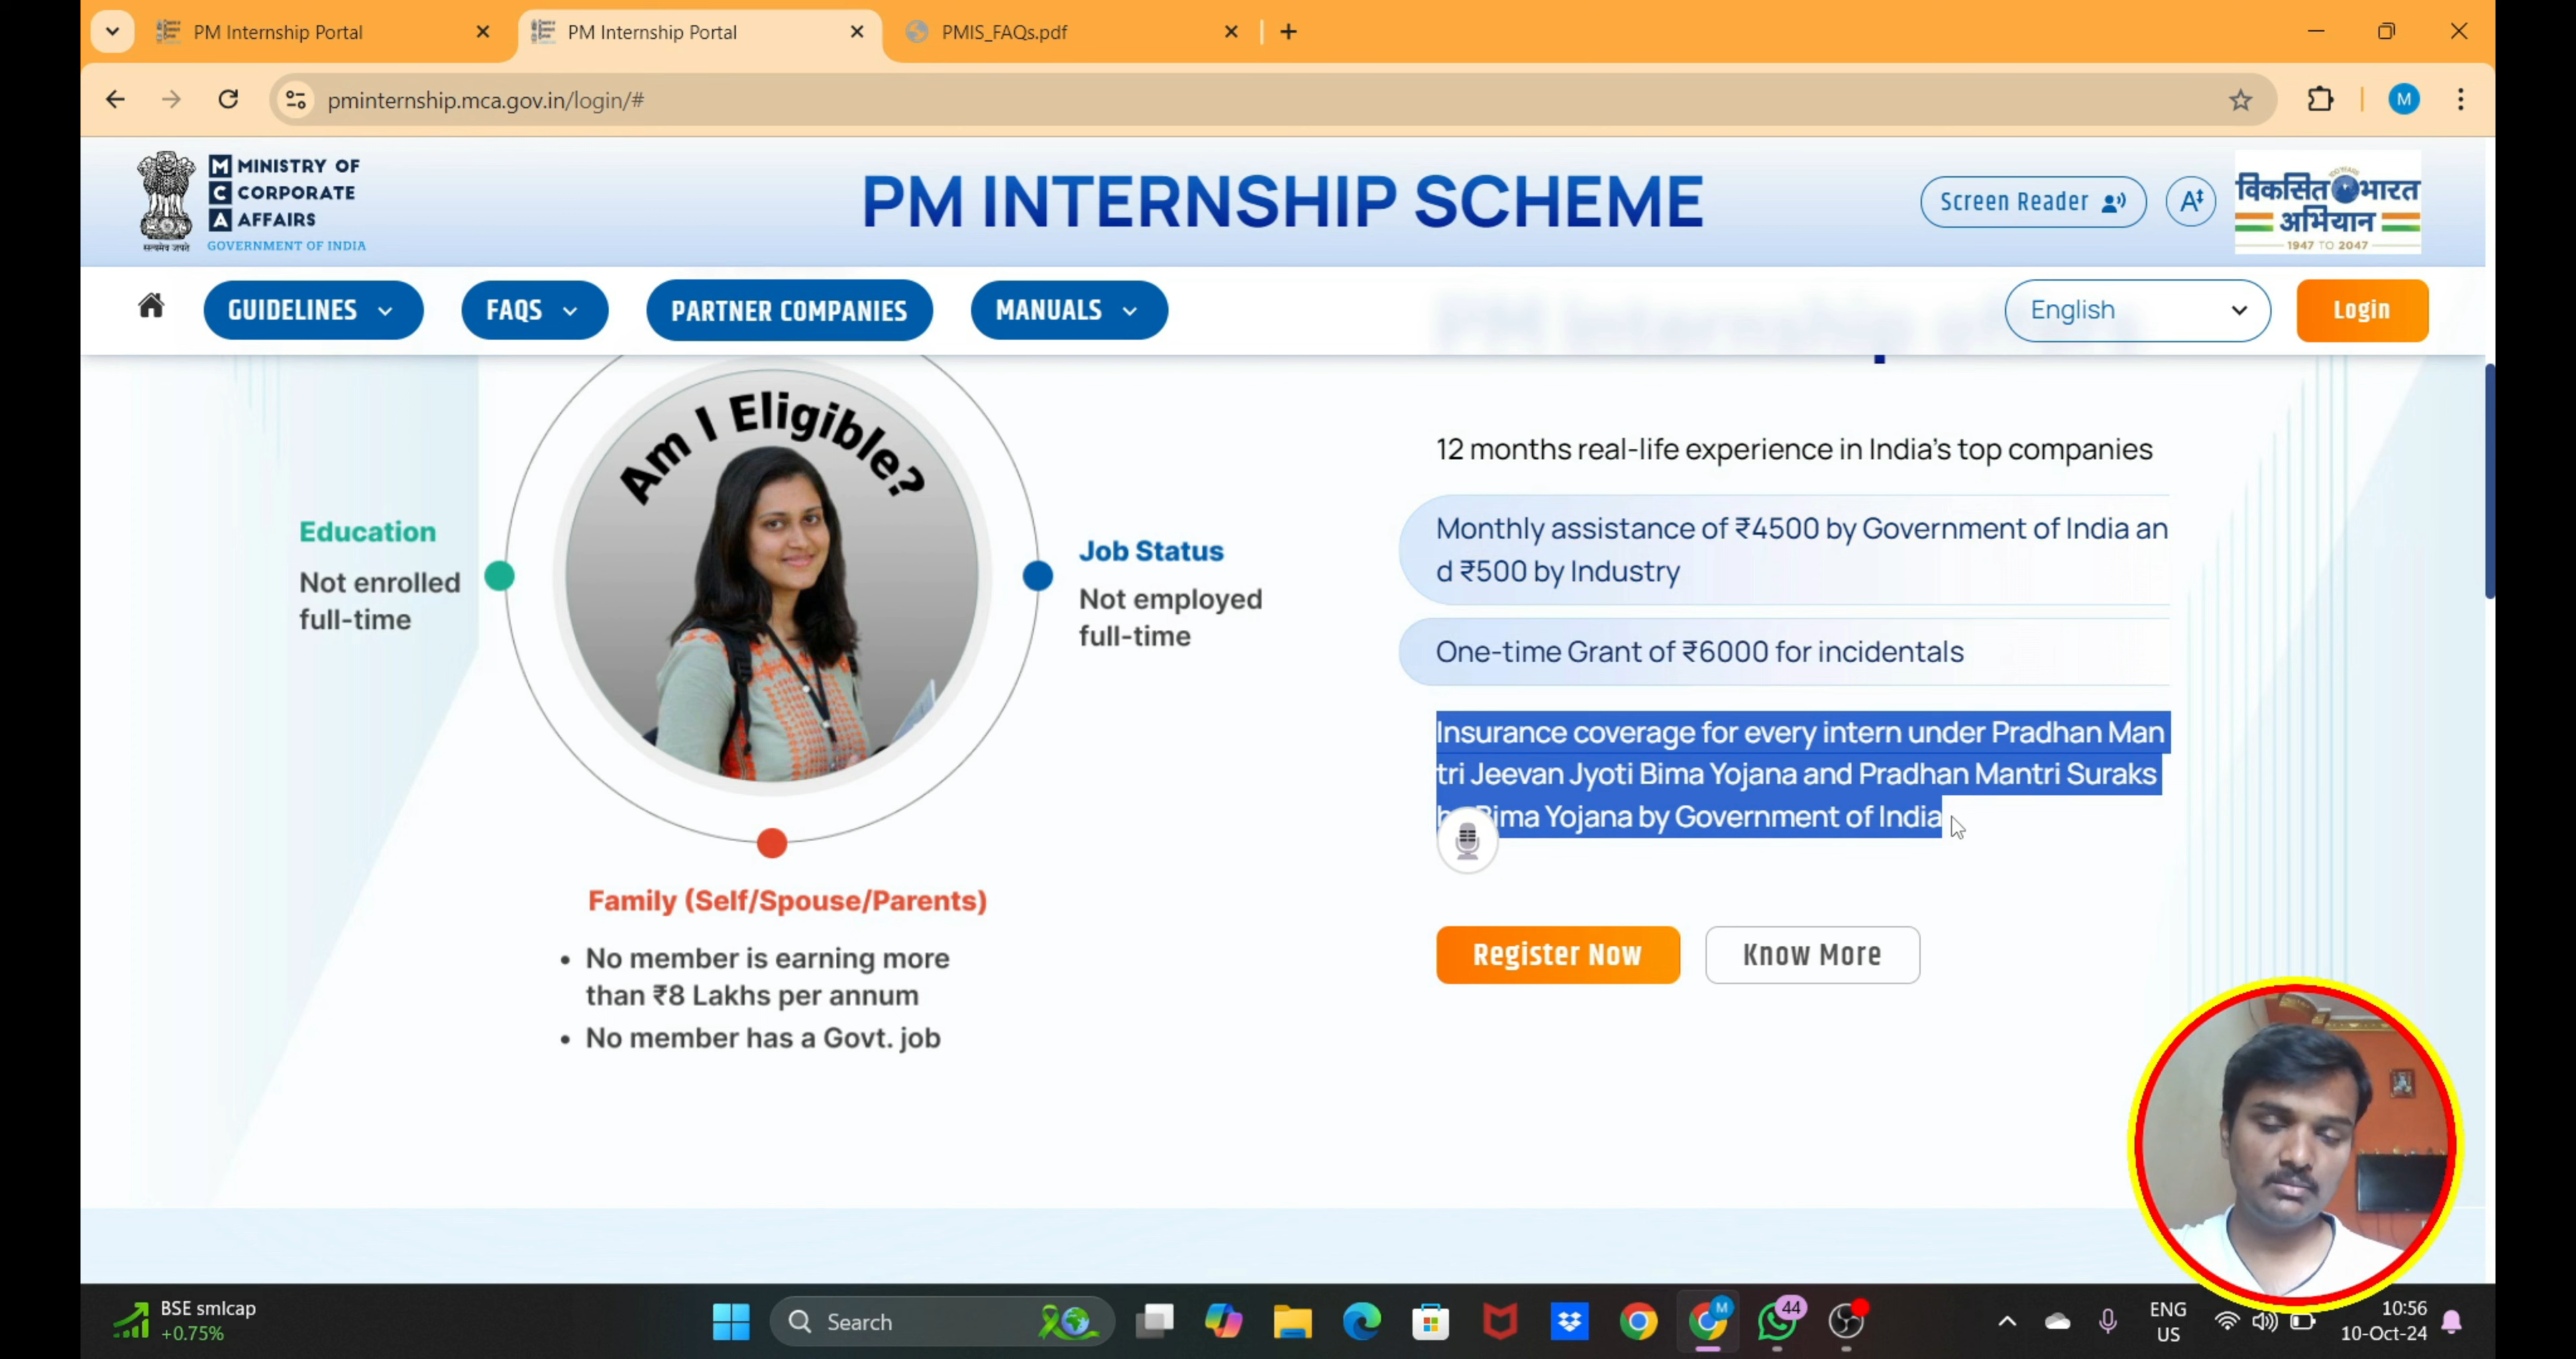 PM Internship Portal
PM Internship Portal
PMIS_FAQs.pdf
pminternship.mca.gov.in/login/#
M
सत्यमेव जयते
M MINISTRY OF
C CORPORATE
A AFFAIRS
GOVERNMENT OF INDIA
PM INTERNSHIP SCHEME
Screen Reader
A
विकसित भारत
अभियान
1947 TO 2047
GUIDELINES
FAQS
PARTNER COMPANIES
MANUALS
English
Login
Am I Eligible?
Education
Not enrolled
full-time
Job Status
Not employed
full-time
Family (Self/Spouse/Parents)
• No member is earning more
than ₹8 Lakhs per annum
• No member has a Govt. job
12 months real-life experience in India's top companies
Monthly assistance of ₹4500 by Government of India an
d ₹500 by Industry
One-time Grant of ₹6000 for incidentals
Insurance coverage for every intern under Pradhan Man
tri Jeevan Jyoti Bima Yojana and Pradhan Mantri Suraks
Bima Yojana by Government of India
Register Now
Know More
BSE smlcap
+0.75%
Search
M
44
ENG
US
10:56
10-Oct-24